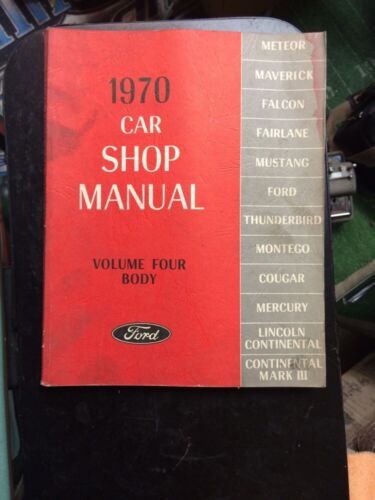 1970
CAR
SHOP
MANUAL
VOLUME FOUR
BODY
Ford
METEOR
MAVERICK
FALCON
FAIRLANE
MUSTANG
FORD
THUNDERBIRD
MONTEGO
COUGAR
MERCURY
LINCOLN
CONTINENTAL
CONTINENTAL
MARK III